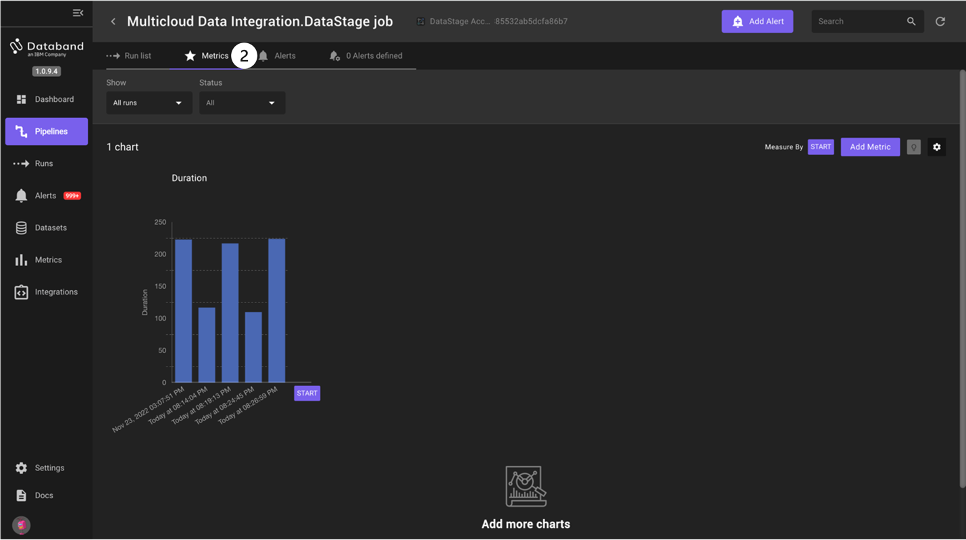 Multicloud Data Integration.DataStage job
DataStage Acc... -85532ab5dcfa86b7
Add Alert
Search
Databand
an IBM Company
1.0.9.4
Run list
Metrics
2
Alerts
0 Alerts defined
Dashboard
Pipelines
Runs
Alerts 999+
Datasets
Metrics
Integrations
Settings
Docs
Show
All runs
Status
All
1 chart
Measure By START
Add Metric
Duration
Duration
250
200
150
100
50
0
Nov 23, 2022 03:07:51 PM
Today at 08:14:04 PM
Today at 08:19:13 PM
Today at 08:24:45 PM
Today at 08:26:59 PM
START
Add more charts